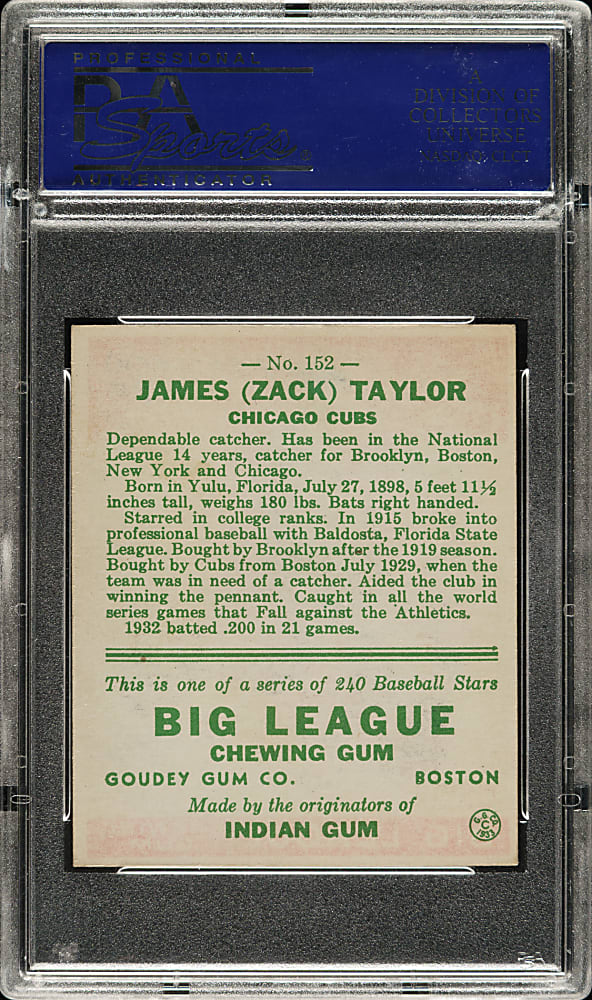 PROFESSIONAL
PSA
Sports
AUTHENTICATOR
A
DIVISION OF
COLLECTORS
UNIVERSE
NASDAQ: CLCT
— No. 152 —
JAMES (ZACK) TAYLOR
CHICAGO CUBS
Dependable catcher. Has been in the National
League 14 years, catcher for Brooklyn, Boston,
New York and Chicago.
Born in Yulu, Florida, July 27, 1898, 5 feet 11½
inches tall, weighs 180 lbs. Bats right handed.
Starred in college ranks. In 1915 broke into
professional baseball with Baldosta, Florida State
League. Bought by Brooklyn after the 1919 season.
Bought by Cubs from Boston July 1929, when the
team was in need of a catcher. Aided the club in
winning the pennant. Caught in all the world
series games that Fall against the Athletics.
1932 batted .200 in 21 games.
This is one of a series of 240 Baseball Stars
BIG LEAGUE
CHEWING GUM
GOUDEY GUM CO. BOSTON
Made by the originators of
INDIAN GUM
G. G. CO.
C
1933